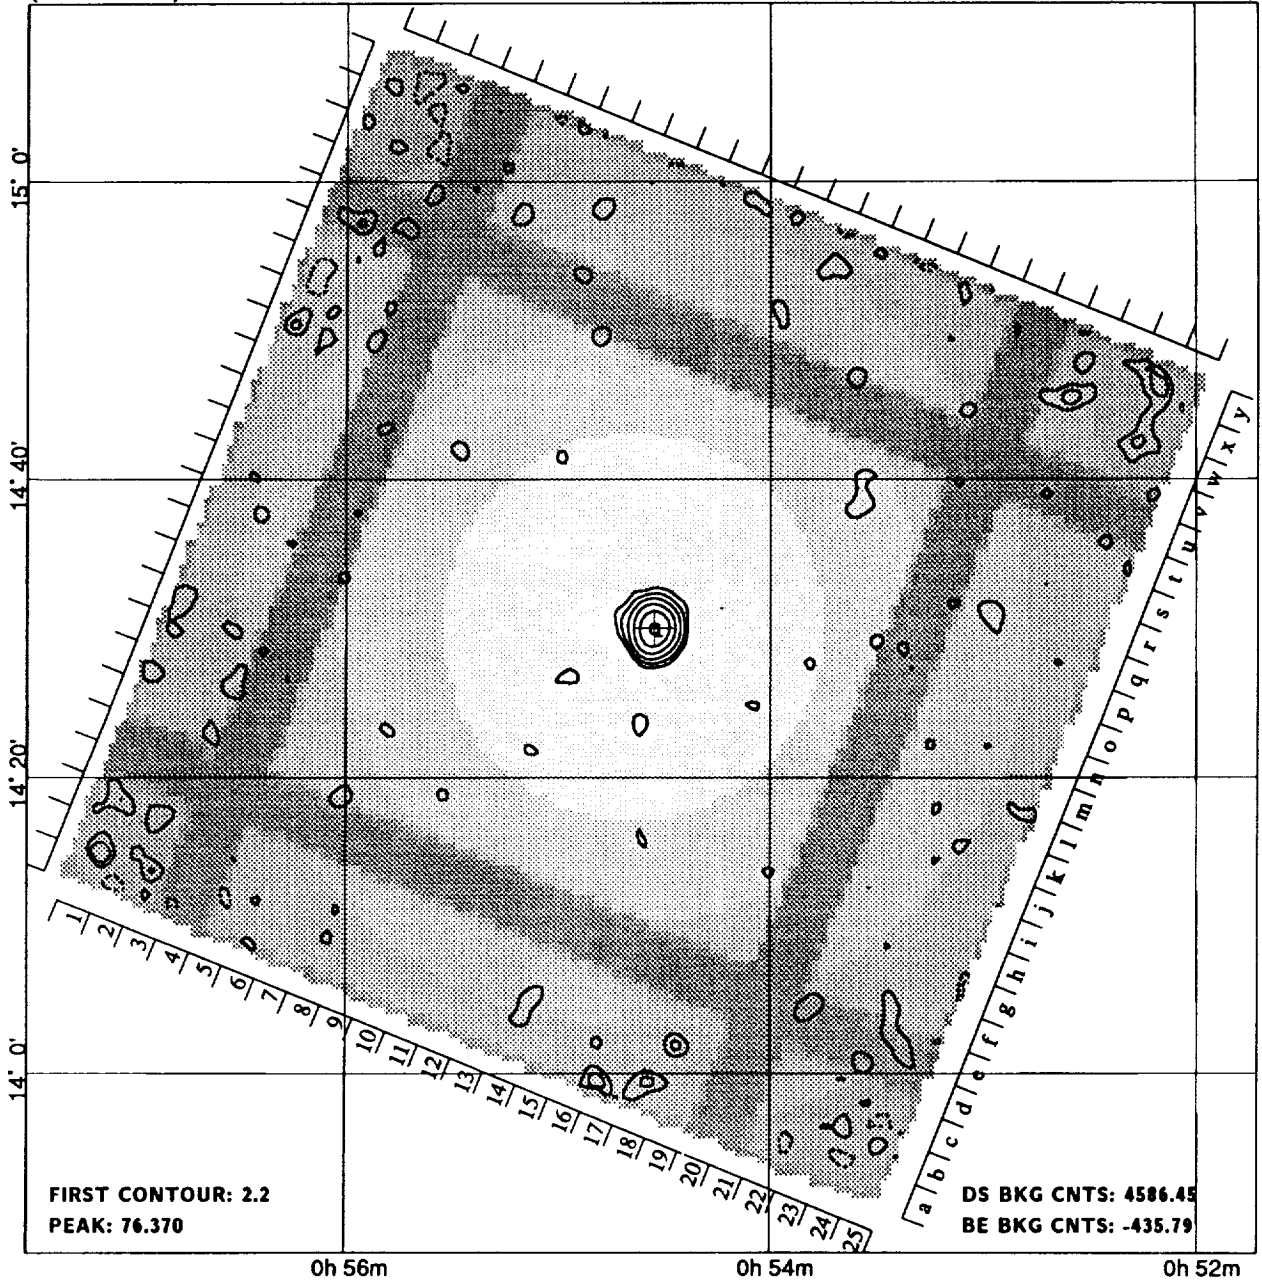 15° 0'
14° 40'
14° 20'
14° 0'
y
x
w
v
u
t
s
r
q
p
o
n
m
l
k
j
i
h
g
f
e
d
c
b
a
1
2
3
4
5
6
7
8
9
10
11
12
13
14
15
16
17
18
19
20
21
22
23
24
25
FIRST CONTOUR: 2.2
PEAK: 76.370
DS BKG CNTS: 4586.45
BE BKG CNTS: -435.79
0h 56m
0h 54m
0h 52m